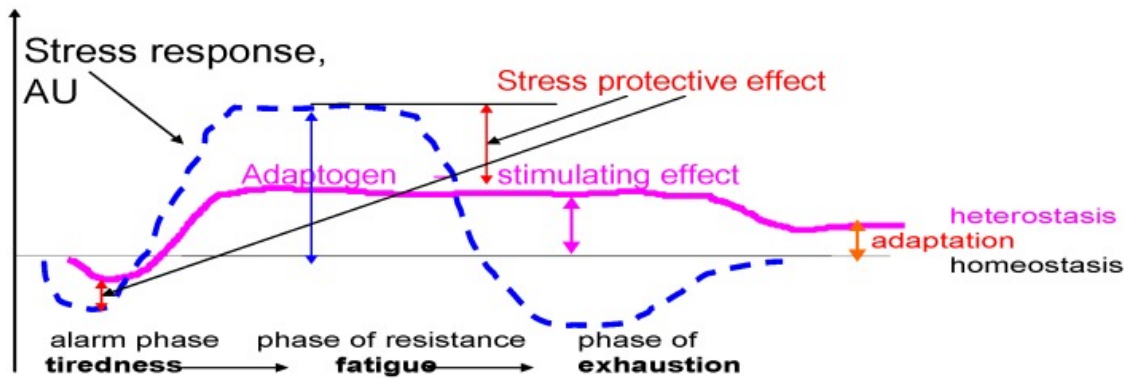 Stress response,
AU
Stress protective effect
Adaptogen stimulating effect
heterostasis
adaptation
homeostasis
alarm phase phase of resistance phase of
tiredness fatigue exhaustion